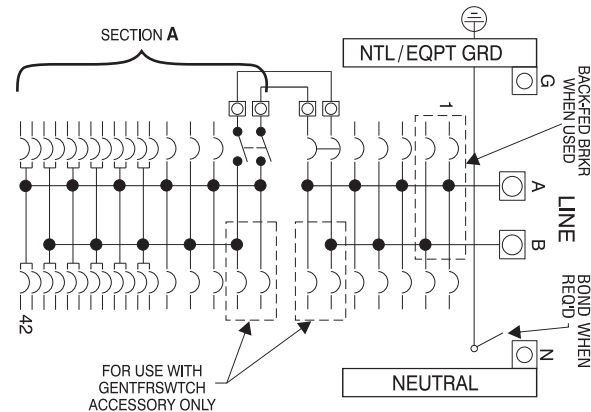 SECTION A
NTL/EQPT GRD
G
BACK-FED BRKR
WHEN USED
1
A
LINE
B
BOND WHEN
REQ'D
N
42
FOR USE WITH
GENTFRSWTCH
ACCESSORY ONLY
NEUTRAL